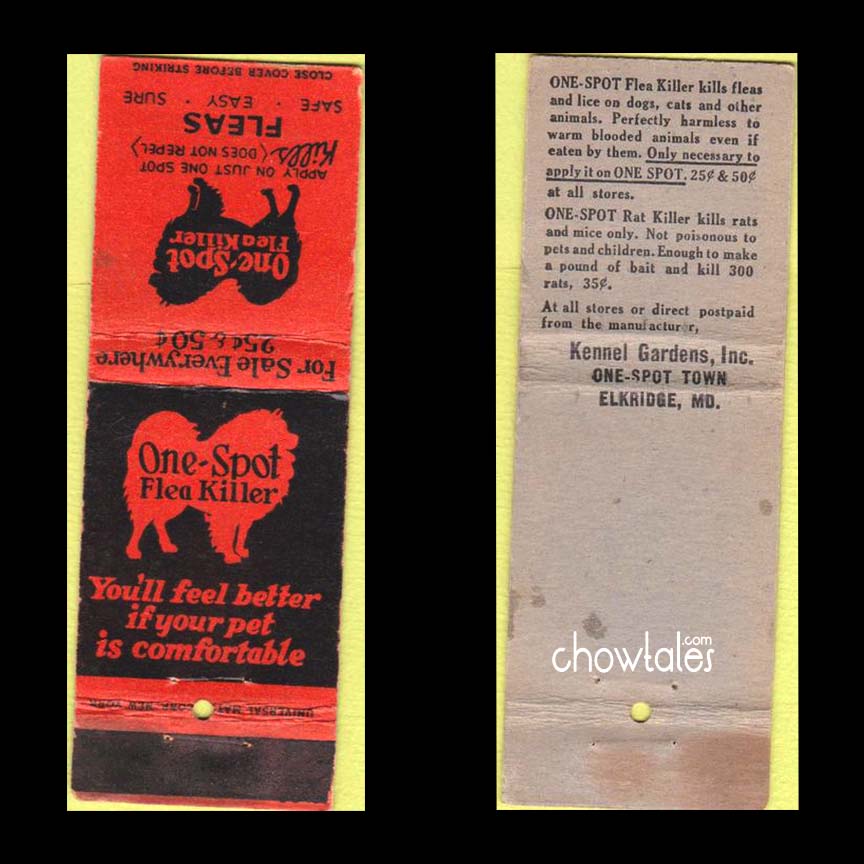 CLOSE COVER BEFORE STRIKING
SAFE · EASY · SURE
FLEAS
Kills (DOES NOT REPEL)
APPLY ON JUST ONE SPOT
One-Spot
Flea Killer
For Sale Everywhere
25¢ & 50¢
One-Spot
Flea Killer
You'll feel better
if your pet
is comfortable
UNIVERSAL MATCH CORP. NEW YORK
ONE-SPOT Flea Killer kills fleas
and lice on dogs, cats and other
animals. Perfectly harmless to
warm blooded animals even if
eaten by them. Only necessary to
apply it on ONE SPOT. 25¢ & 50¢
at all stores.
ONE-SPOT Rat Killer kills rats
and mice only. Not poisonous to
pets and children. Enough to make
a pound of bait and kill 300
rats, 35¢.
At all stores or direct postpaid
from the manufacturer,
Kennel Gardens, Inc.
ONE-SPOT TOWN
ELKRIDGE, MD.
chowtales.com